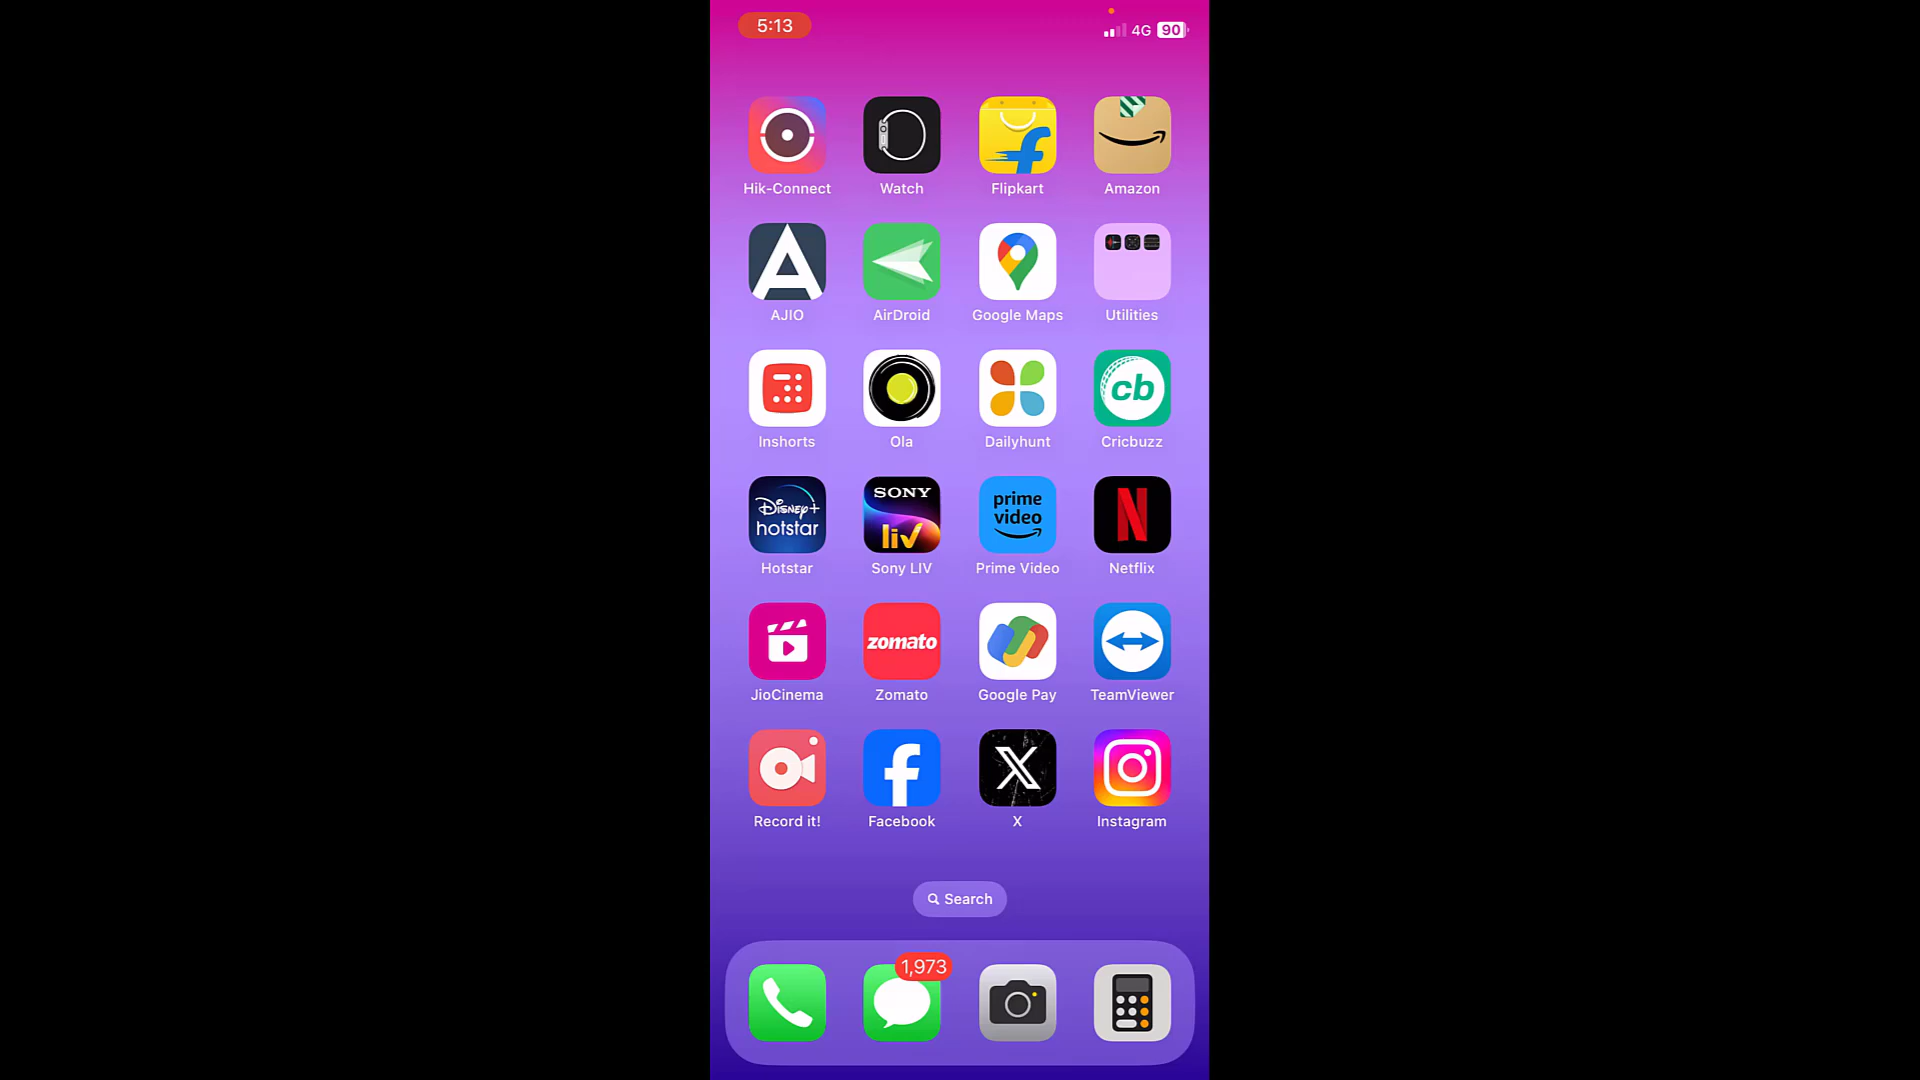 5:13 4G 90
Hik-Connect Watch Flipkart Amazon
AJIO AirDroid Google Maps Utilities
cb
Inshorts Ola Dailyhunt Cricbuzz
Disney+ hotstar
SONY liv
prime video
N
Hotstar Sony LIV Prime Video Netflix
zomato
JioCinema Zomato Google Pay TeamViewer
Record it! Facebook X Instagram
Search
1,973